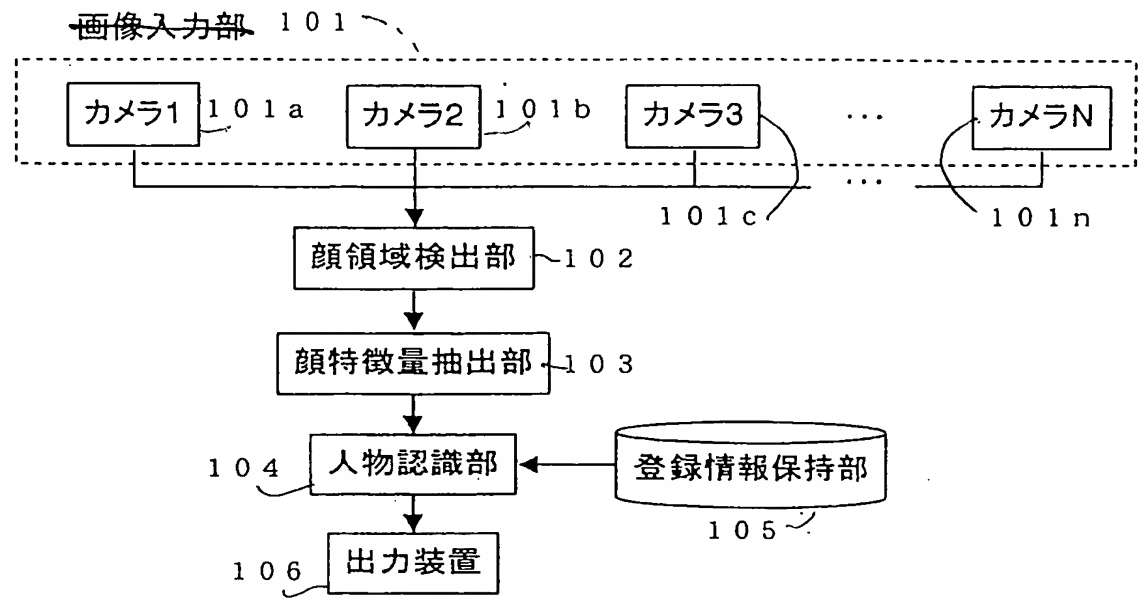 画像入力部 １０１
カメラ1 １０１a カメラ2 １０１b カメラ3 ･･･ カメラN
･･･
１０１c １０１n
顔領域検出部 １０２
顔特徴量抽出部 １０３
１０４ 人物認識部 登録情報保持部
１０５
１０６ 出力装置